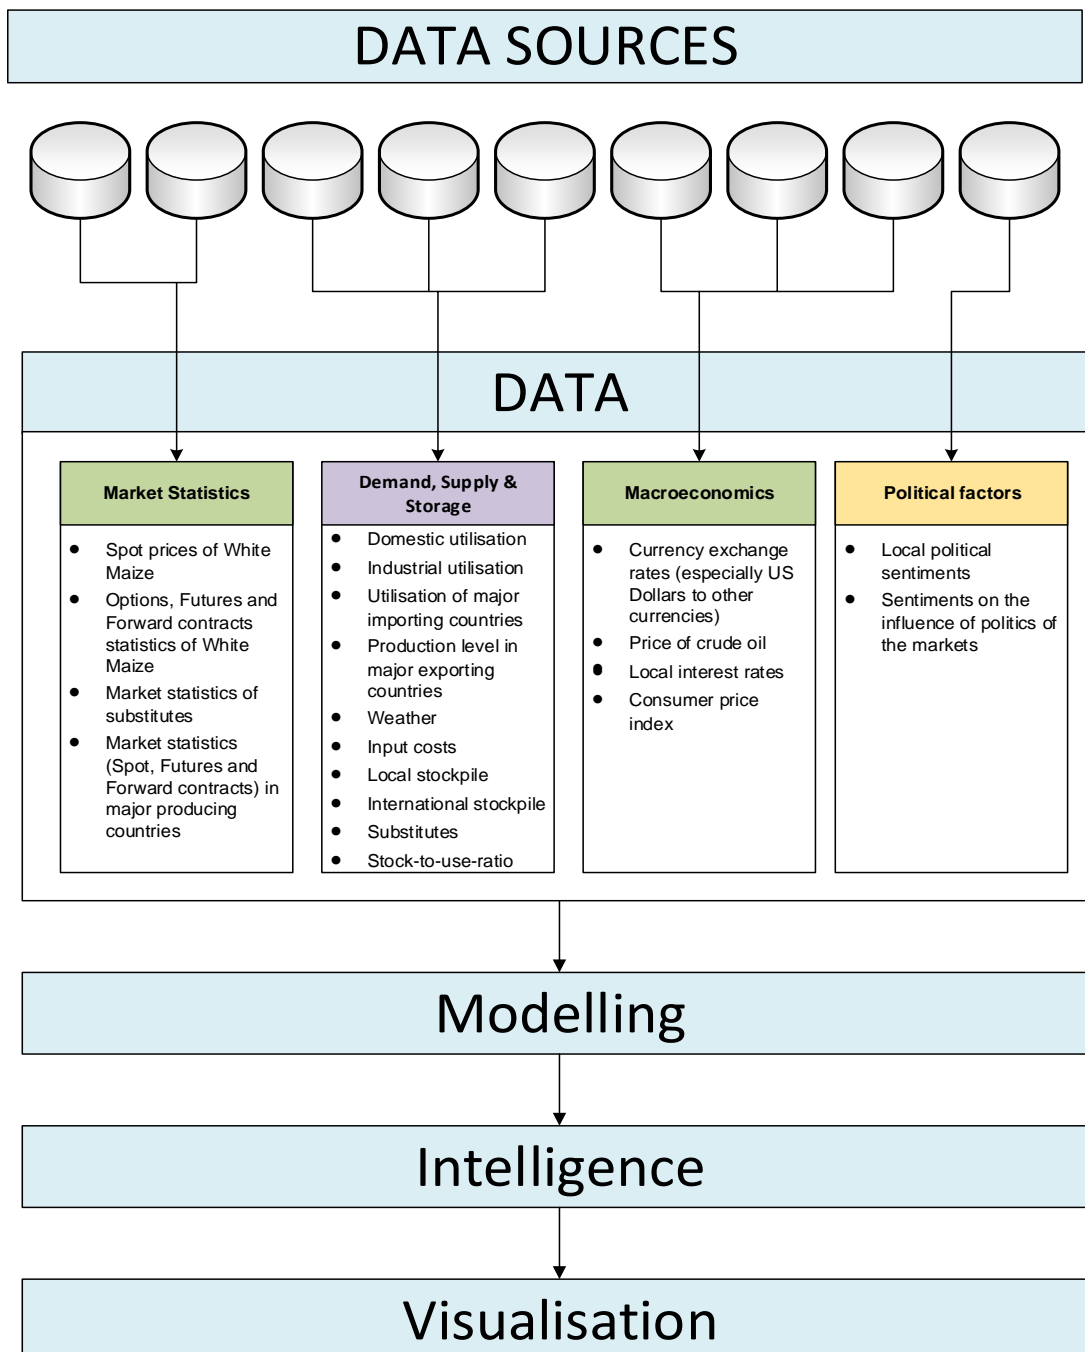 DATA SOURCES
DATA
Market Statistics
Spot prices of White
Maize
Options, Futures and
Forward contracts
statistics of White
Maize
Market statistics of
substitutes
Market statistics
(Spot, Futures and
Forward contracts) in
major producing
countries
Demand, Supply &
Storage
Domestic utilisation
Industrial utilisation
Utilisation of major
importing countries
Production level in
major exporting
countries
Weather
Input costs
Local stockpile
International stockpile
Substitutes
Stock-to-use-ratio
Macroeconomics
Currency exchange
rates (especially US
Dollars to other
currencies)
Price of crude oil
Local interest rates
Consumer price
index
Political factors
Local political
sentiments
Sentiments on the
influence of politics of
the markets
Modelling
Intelligence
Visualisation